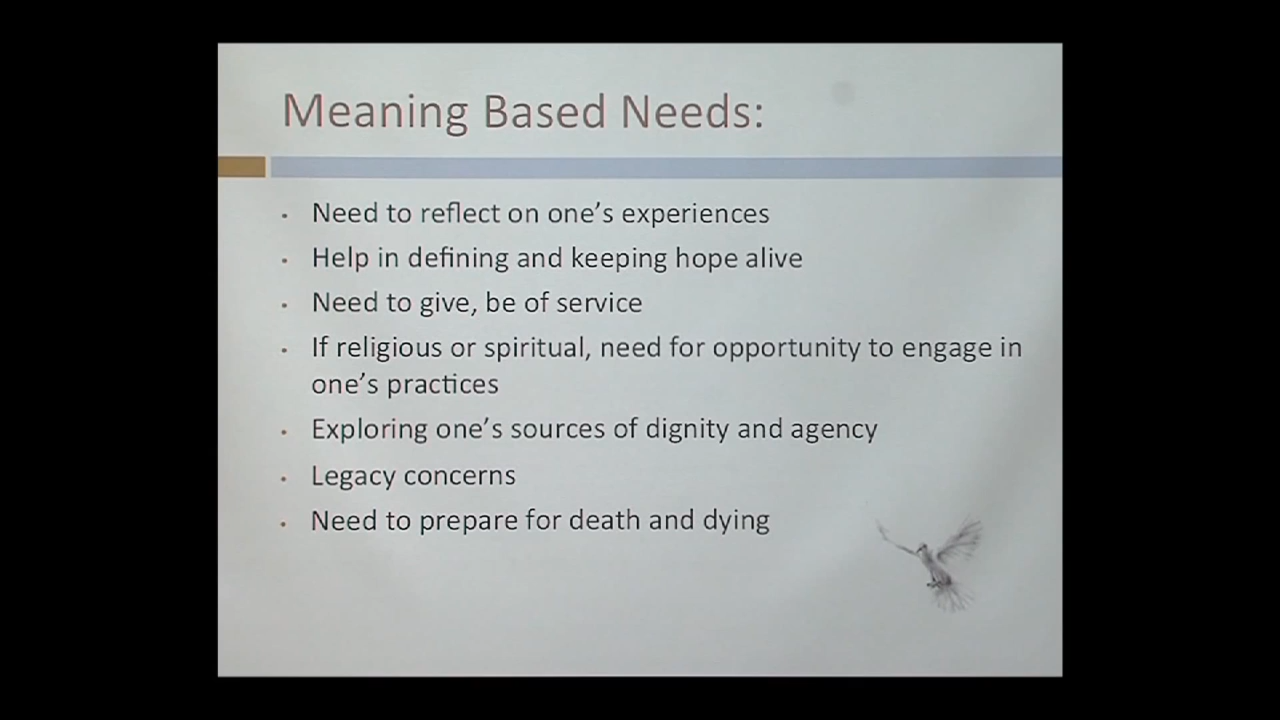 Meaning Based Needs:
• Need to reflect on one’s experiences
• Help in defining and keeping hope alive
• Need to give, be of service
• If religious or spiritual, need for opportunity to engage in
one’s practices
• Exploring one’s sources of dignity and agency
• Legacy concerns
• Need to prepare for death and dying